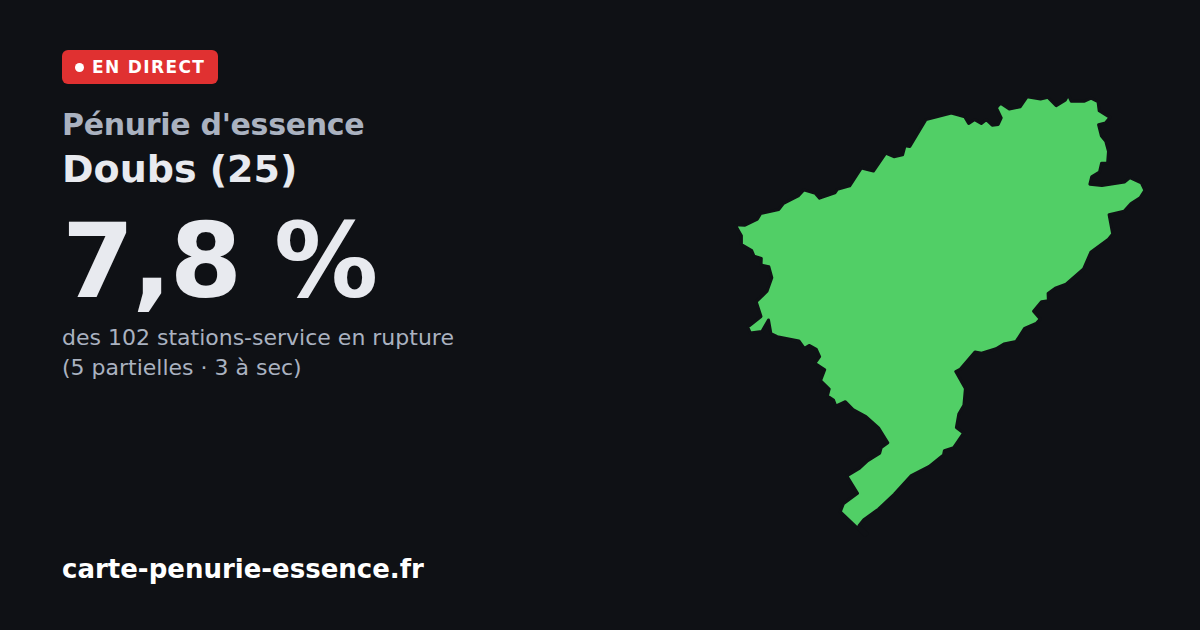 EN DIRECT
Pénurie d'essence
Doubs (25)
7,8 %
des 102 stations-service en rupture
(5 partielles · 3 à sec)
carte-penurie-essence.fr